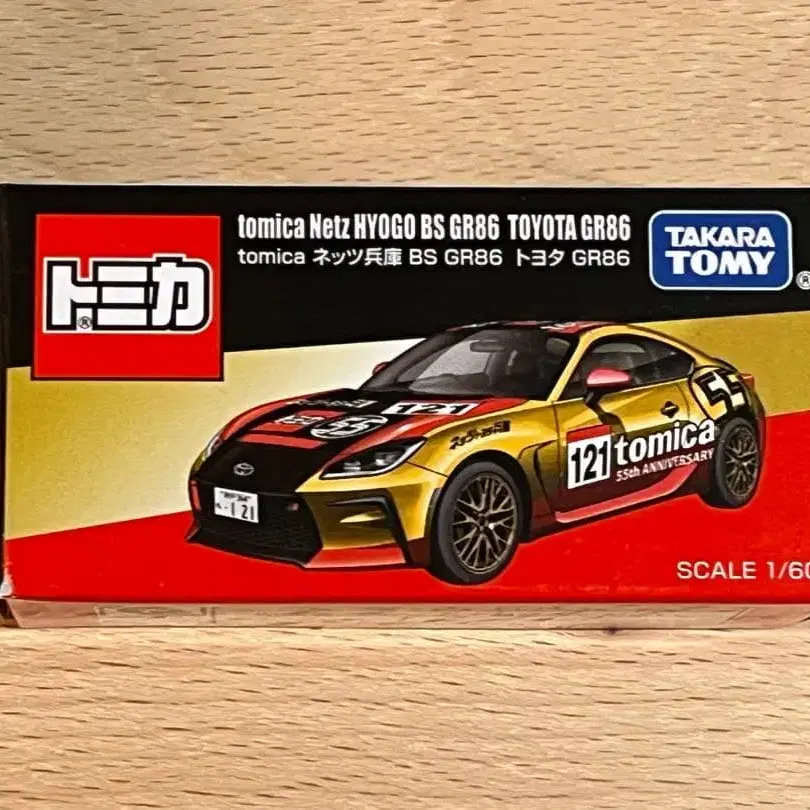 tomica Netz HYOGO BS GR86 TOYOTA GR86
tomica ネッツ兵庫 BS GR86 トヨタ GR86
トミカ®
TAKARA
TOMY®
121
55
55
121
tomica
55th ANNIVERSARY
・121
SCALE 1/60